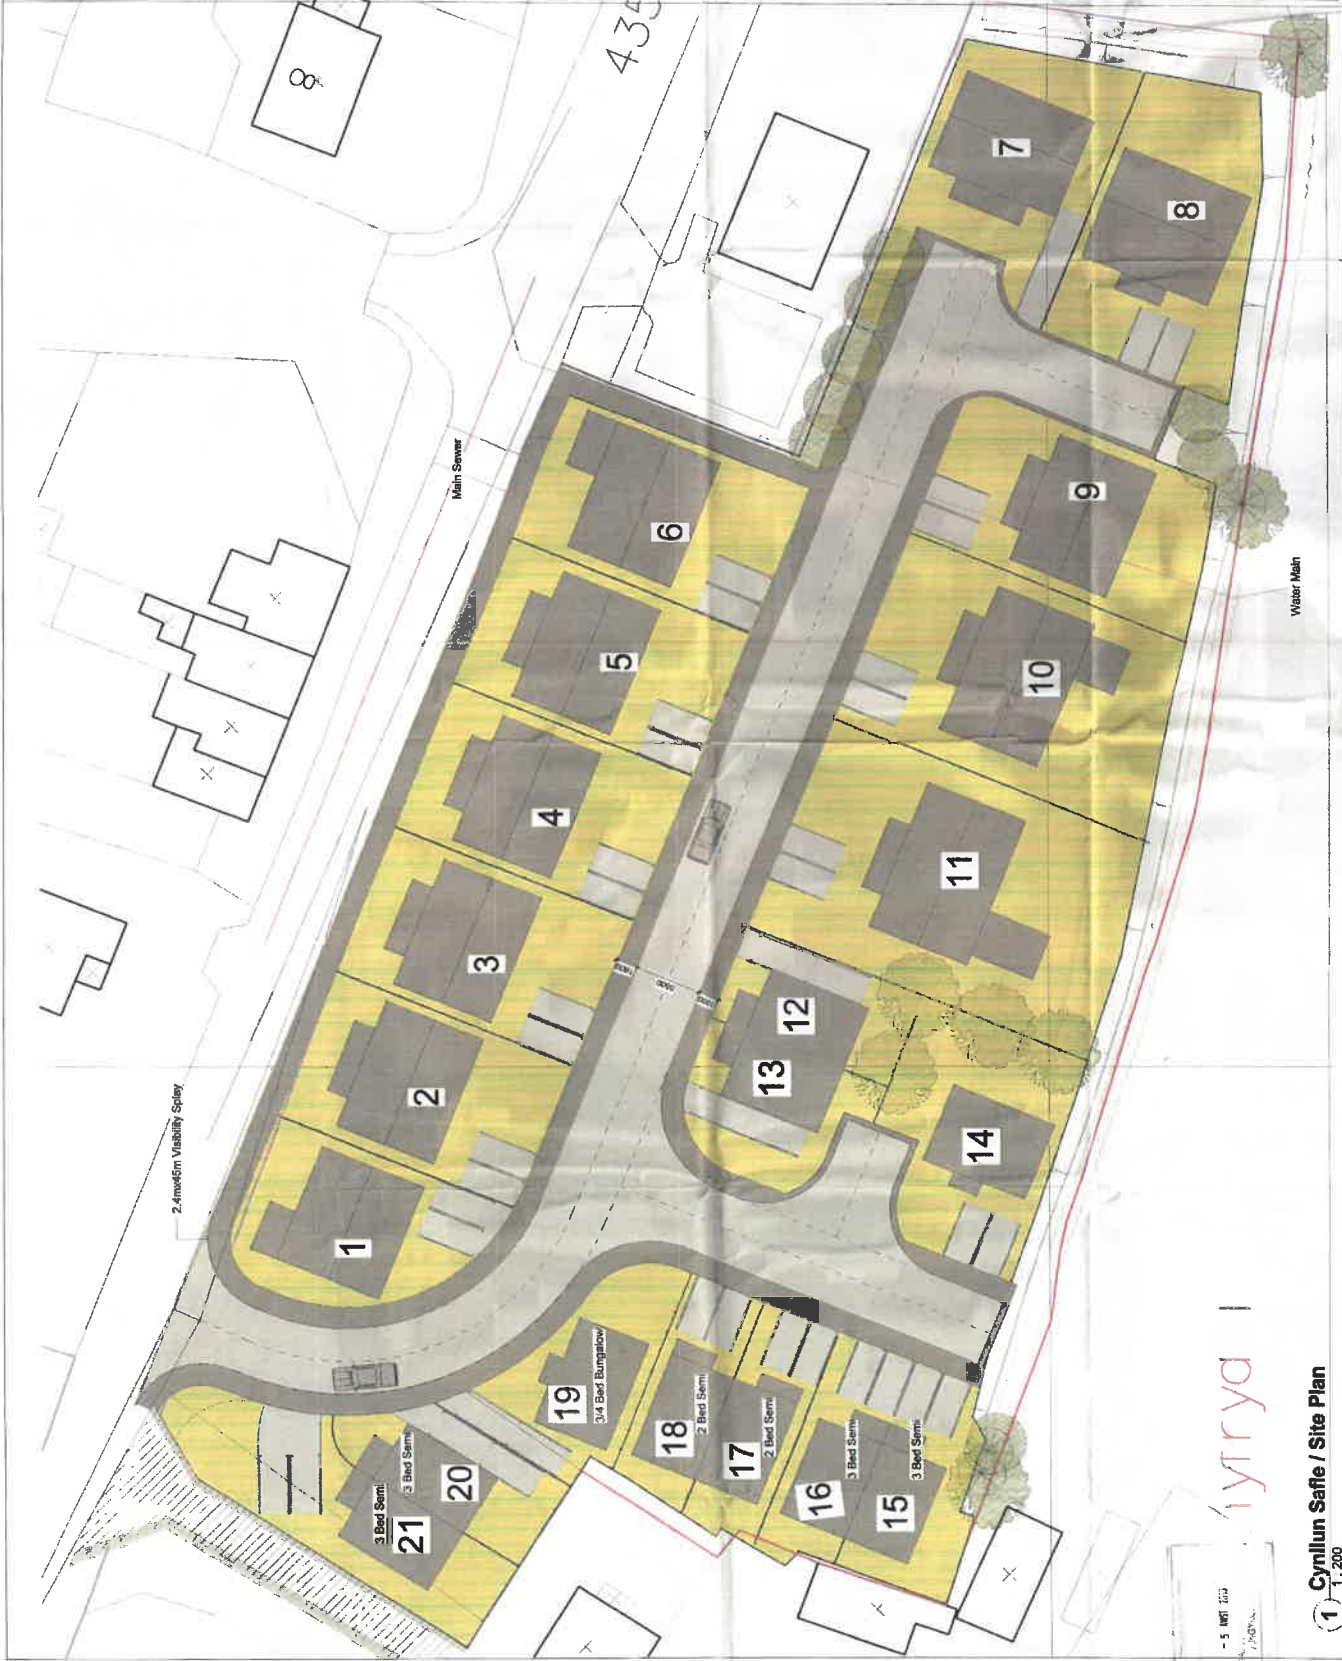 8
435
Main Sewer
2.4mx45m Visibility Splay
1
2
3
4
5
6
7
8
9
10
11
12
13
14
15
3 Bed Semi
16
3 Bed Semi
17
2 Bed Semi
18
2 Bed Semi
19
3/4 Bed Bungalow
20
3 Bed Semi
21
3 Bed Semi
Water Main
1 Cynllun Safle / Site Plan
1 : 200